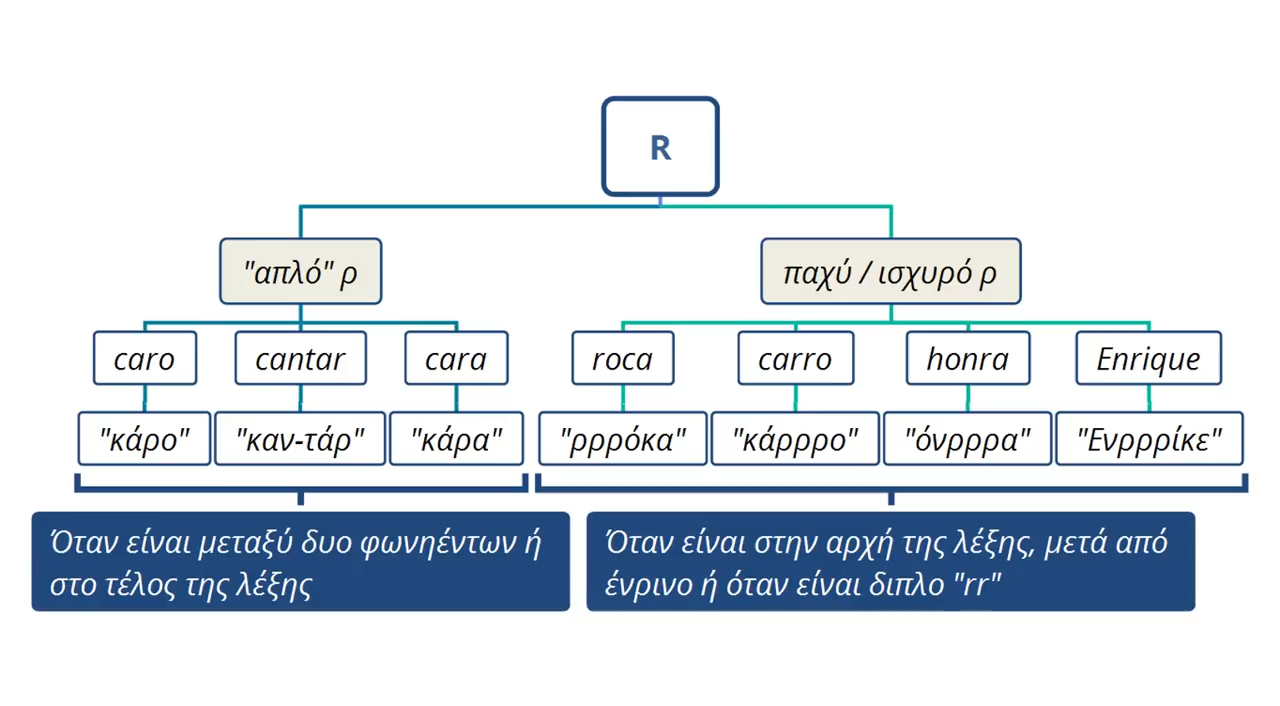 R
"απλό" ρ
παχύ / ισχυρό ρ
caro
cantar
cara
roca
carro
honra
Enrique
"κάρο"
"καν-τάρ"
"κάρα"
"ρρρόκα"
"κάρρρο"
"όνρρρα"
"Ενρρρίκε"
Όταν είναι μεταξύ δυο φωνηέντων ή
στο τέλος της λέξης
Όταν είναι στην αρχή της λέξης, μετά από
ένρινο ή όταν είναι διπλο "rr"